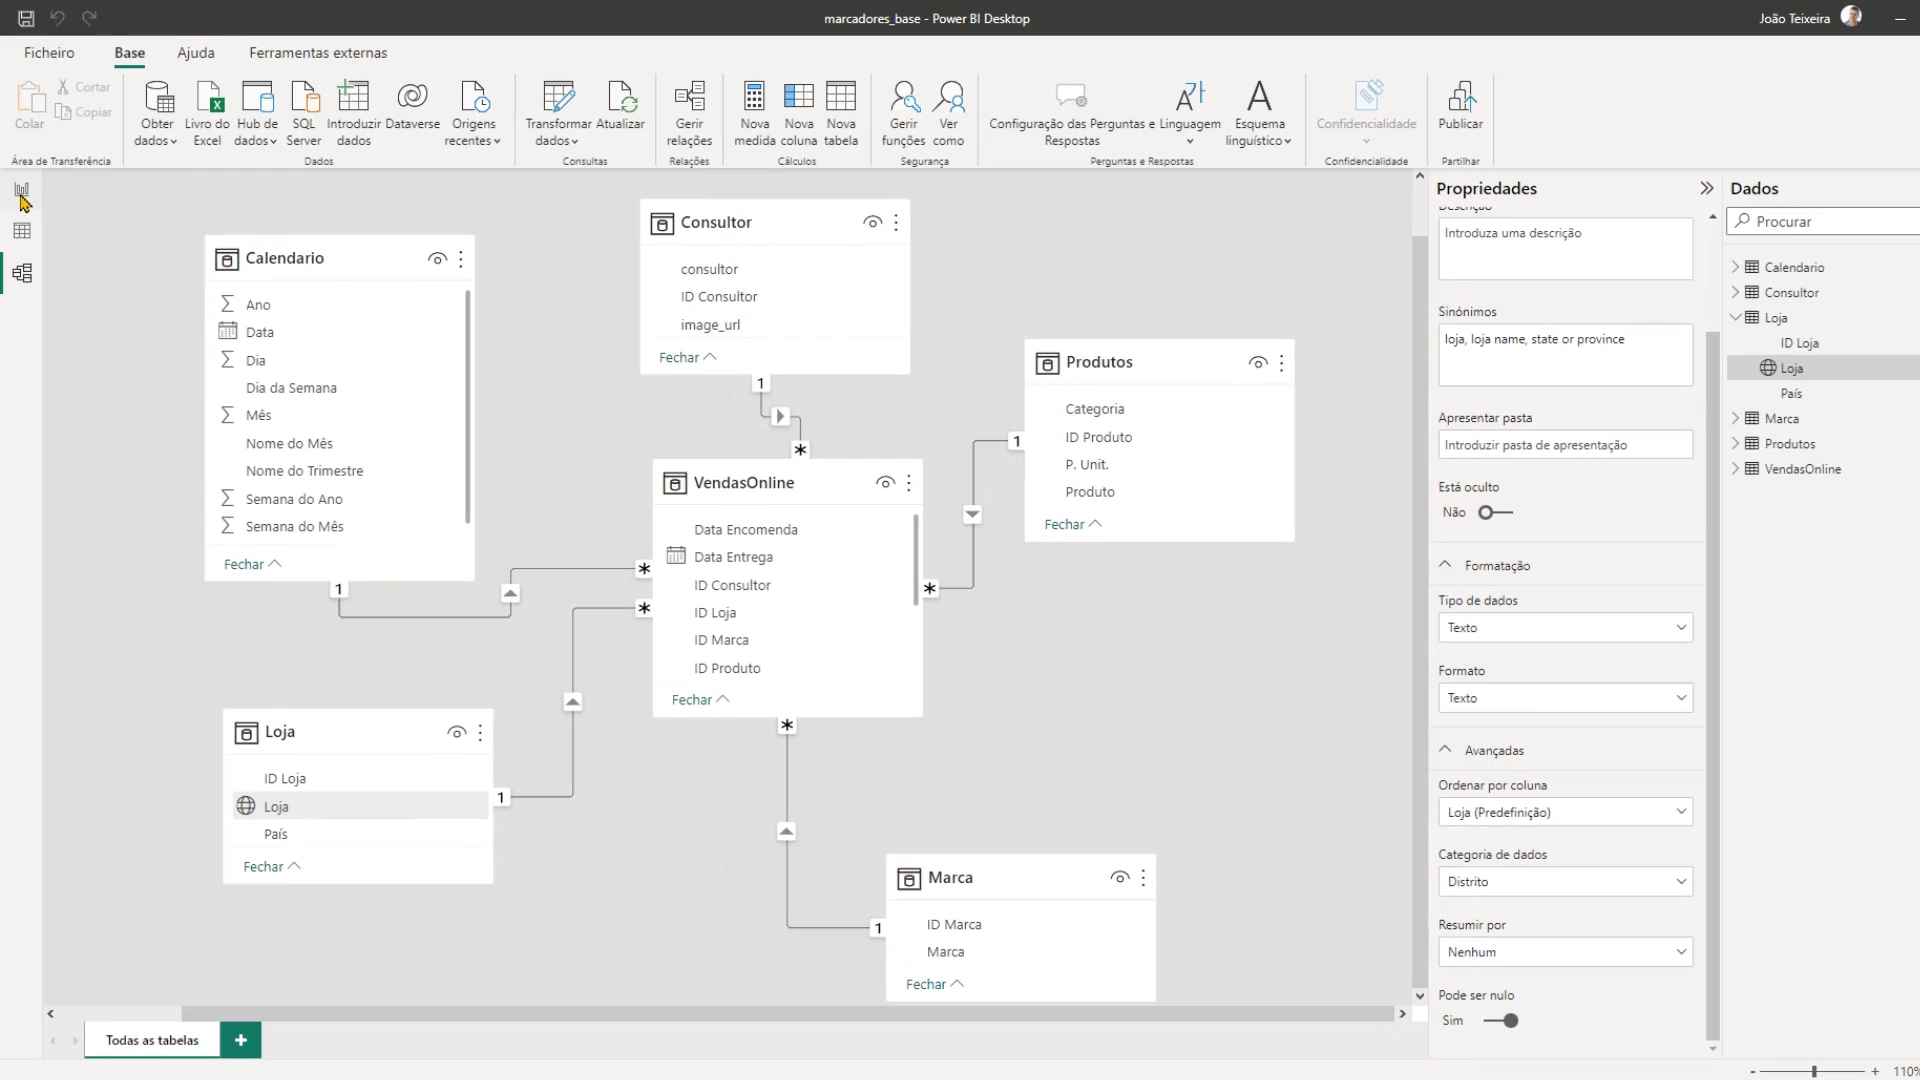 marcadores_base - Power BI Desktop
João Teixeira
Ficheiro
Base
Ajuda
Ferramentas externas
Colar
Cortar
Copiar
Área de Transferência
Obter dados
Livro do Excel
Hub de dados
SQL Server
Introduzir dados
Dataverse
Origens recentes
Dados
Transformar dados
Atualizar
Consultas
Gerir relações
Relações
Nova medida
Nova coluna
Nova tabela
Cálculos
Gerir funções
Ver como
Segurança
Configuração das Perguntas e Respostas
Linguagem
Esquema linguístico
Perguntas e Respostas
Confidencialidade
Confidencialidade
Publicar
Partilhar
Calendario
Ano
Data
Dia
Dia da Semana
Mês
Nome do Mês
Nome do Trimestre
Semana do Ano
Semana do Mês
Fechar
1
*
Consultor
consultor
ID Consultor
image_url
Fechar
1
*
Produtos
Categoria
ID Produto
P. Unit.
Produto
Fechar
1
*
VendasOnline
Data Encomenda
Data Entrega
ID Consultor
ID Loja
ID Marca
ID Produto
Fechar
*
*
Loja
ID Loja
Loja
País
Fechar
1
Marca
ID Marca
Marca
Fechar
1
Todas as tabelas
+
Propriedades
Descrição
Introduza uma descrição
Sinónimos
loja, loja name, state or province
Apresentar pasta
Introduzir pasta de apresentação
Está oculto
Não
Formatação
Tipo de dados
Texto
Formato
Texto
Avançadas
Ordenar por coluna
Loja (Predefinição)
Categoria de dados
Distrito
Resumir por
Nenhum
Pode ser nulo
Sim
Dados
Procurar
Calendario
Consultor
Loja
ID Loja
Loja
País
Marca
Produtos
VendasOnline
- + 110%